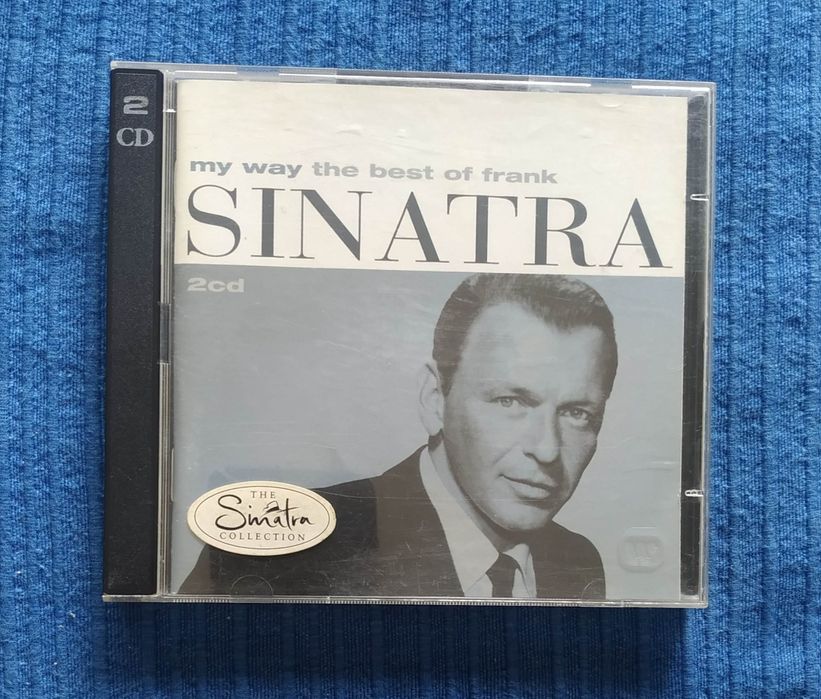 2
CD
my way the best of frank
SINATRA
2cd
THE
Sinatra
COLLECTION